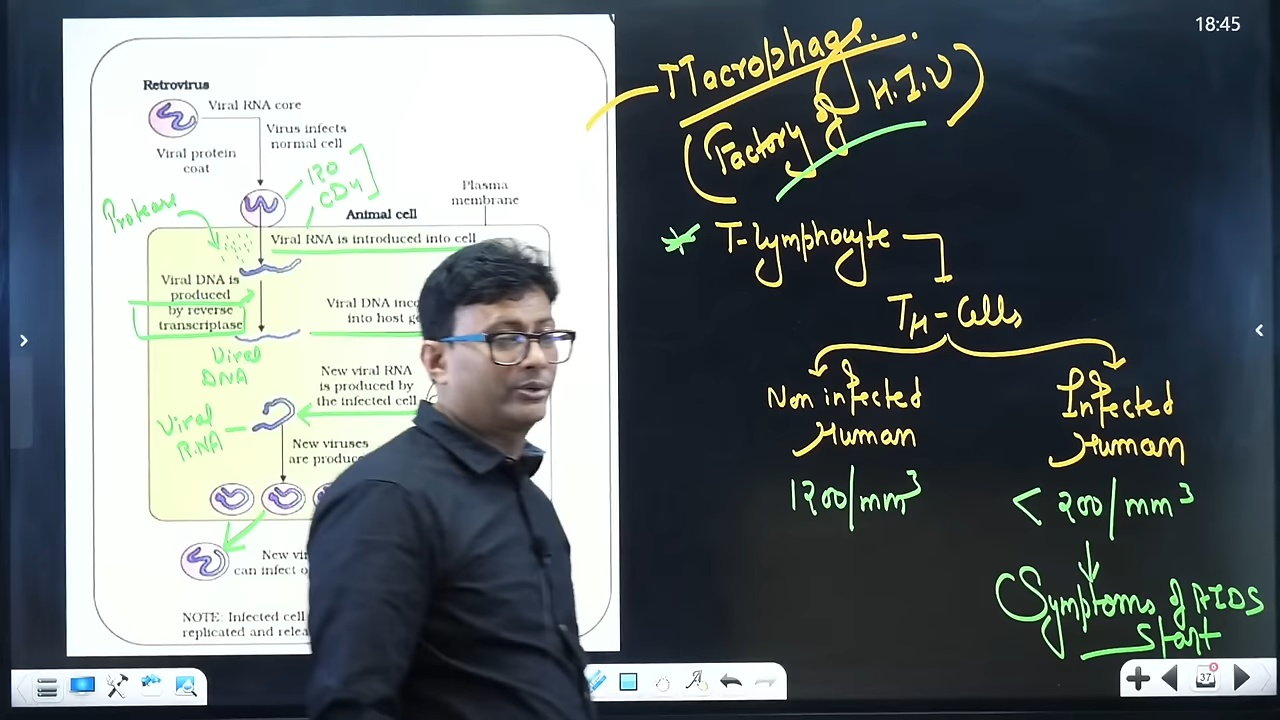 18:45
Retrovirus
Viral RNA core
Virus infects
normal cell
Viral protein
coat
120
CD4
Plasma
membrane
Protease
Animal cell
Viral RNA is introduced into cell
Viral DNA is
produced
by reverse
transcriptase
Viral DNA
into host
Viral
DNA
New viral RNA
is produced by
the infected cell
Viral
RNA
New viruses
are
New
can infect
NOTE: Infected cell
replicated and
Macrophage.
(Factory of H.I.V)
* T-lymphocyte
TH-Cells
Non infected
Human
1200/mm³
Infected
Human
< 200/mm³
Symptoms of AIDS
Start
37